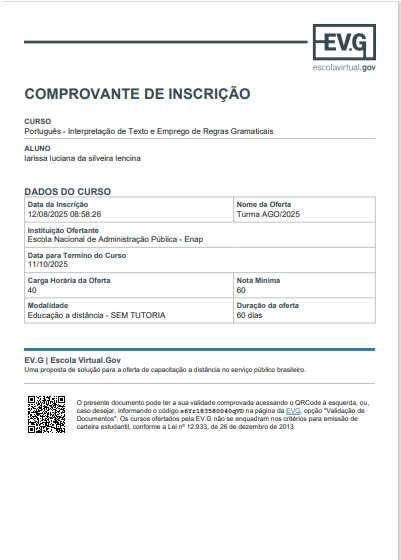 EV.G
escolavirtual.gov
COMPROVANTE DE INSCRIÇÃO
CURSO
Português - Interpretação de Texto e Emprego de Regras Gramaticais
ALUNO
larissa luciana da silveira lencina
DADOS DO CURSO
Data da Inscrição
12/08/2025 08:58:26
Nome da Oferta
Turma AGO/2025
Instituição Ofertante
Escola Nacional de Administração Pública - Enap
Data para Termino do Curso
11/10/2025
Carga Horária da Oferta
40
Nota Mínima
60
Modalidade
Educação a distância - SEM TUTORIA
Duração da oferta
60 dias
EV.G | Escola Virtual.Gov
Uma proposta de solução para a oferta de capacitação a distância no serviço público brasileiro.
O presente documento pode ter a sua validade comprovada acessando o QRCode à esquerda, ou,
caso desejar, informando o código a6Yz183580040qVD na página da EVG, opção "Validação de
Documentos". Os cursos ofertados pela EV.G não se enquadram nos critérios para emissão de
carteira estudantil, conforme a Lei nº 12.933, de 26 de dezembro de 2013.